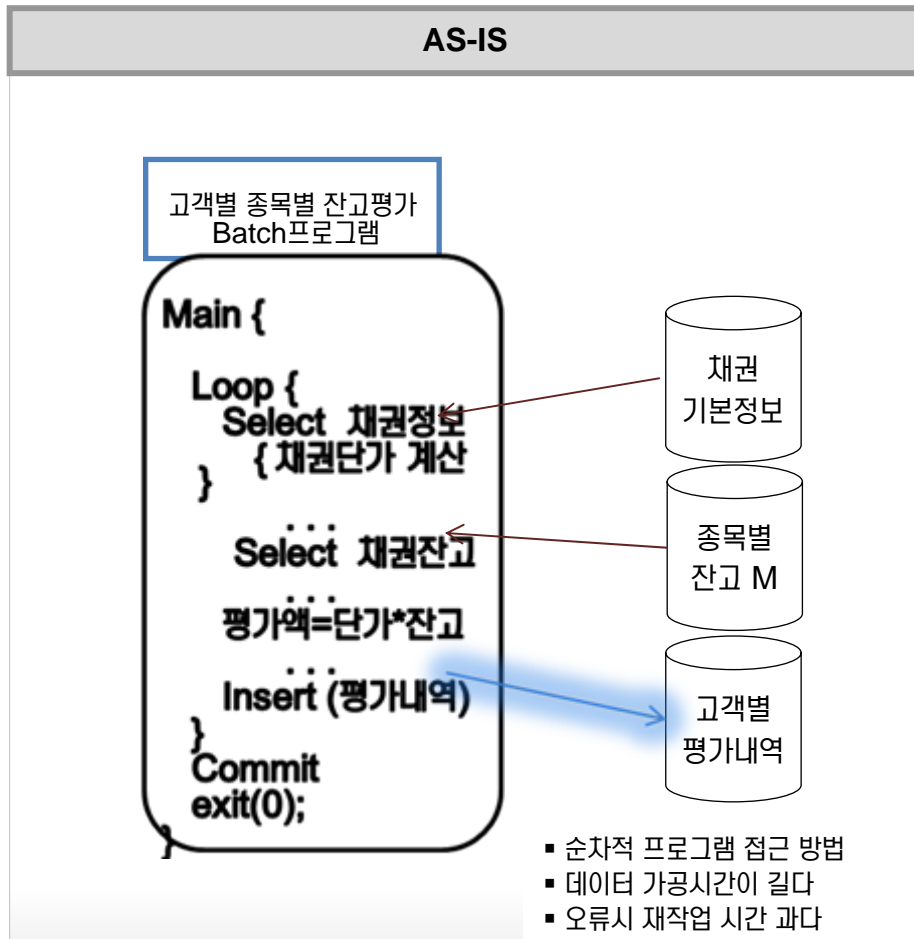 AS-IS
고객별 종목별 잔고평가
Batch프로그램
Main {
Loop {
Select 채권정보
{ 채권단가 계산
}
. . .
Select 채권잔고
. . .
평가액=단가*잔고
. . .
Insert (평가내역)
}
Commit
exit(0);
}
채권
기본정보
종목별
잔고 M
고객별
평가내역
▪ 순차적 프로그램 접근 방법
▪ 데이터 가공시간이 길다
▪ 오류시 재작업 시간 과다